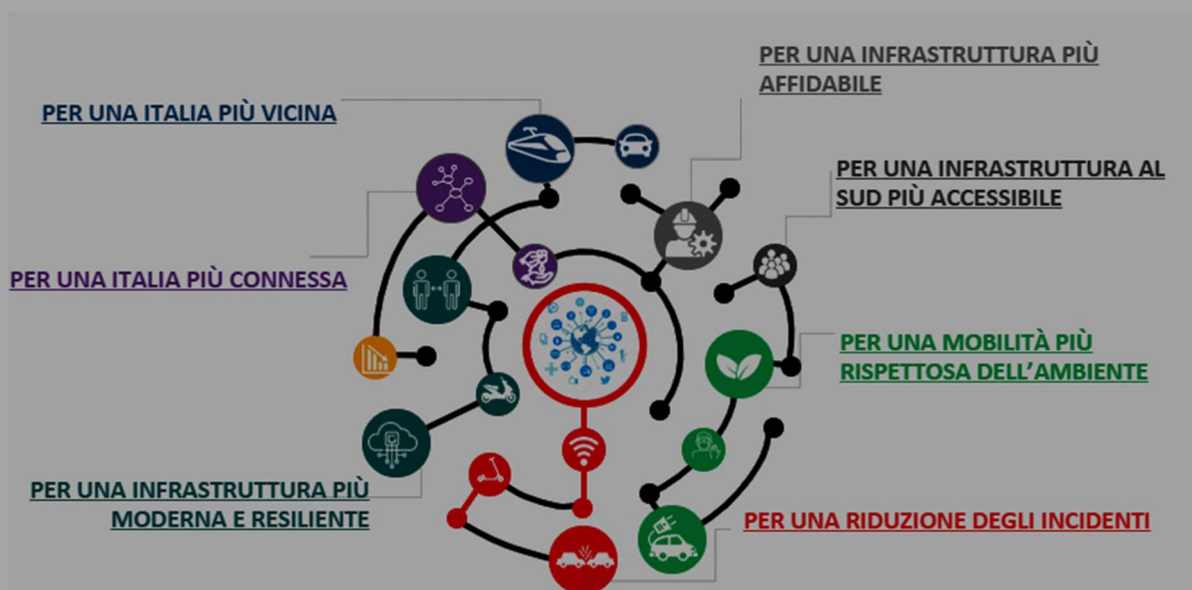 PER UNA INFRASTRUTTURA PIÙ
AFFIDABILE
PER UNA ITALIA PIÙ VICINA
PER UNA INFRASTRUTTURA AL
SUD PIÙ ACCESSIBILE
PER UNA ITALIA PIÙ CONNESSA
PER UNA MOBILITÀ PIÙ
RISPETTOSA DELL'AMBIENTE
PER UNA INFRASTRUTTURA PIÙ
MODERNA E RESILIENTE
PER UNA RIDUZIONE DEGLI INCIDENTI